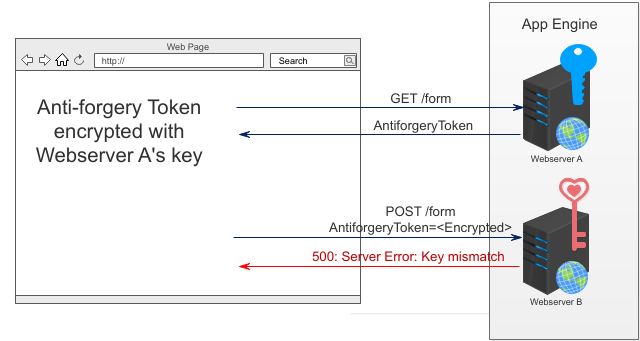 App Engine
Web Page
http://
Search
Anti-forgery Token
encrypted with
Webserver A's key
GET /form
AntiforgeryToken
Webserver A
POST /form
AntiforgeryToken=<Encrypted>
500: Server Error: Key mismatch
Webserver B